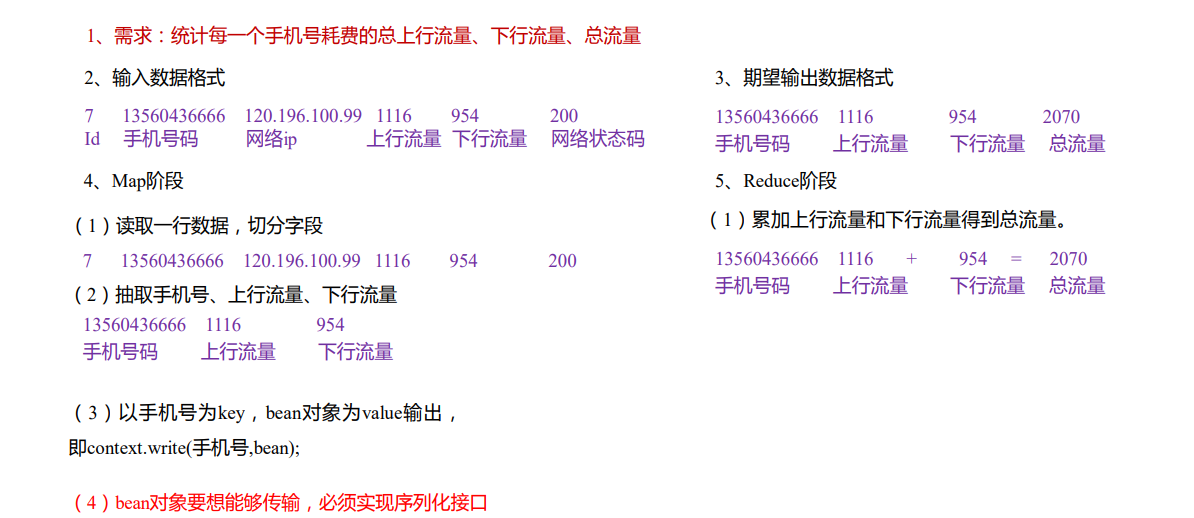 1、需求：统计每一个手机号耗费的总上行流量、下行流量、总流量
2、输入数据格式
7 13560436666 120.196.100.99 1116 954 200
Id 手机号码 网络ip 上行流量 下行流量 网络状态码
3、期望输出数据格式
13560436666 1116 954 2070
手机号码 上行流量 下行流量 总流量
4、Map阶段
（1）读取一行数据，切分字段
7 13560436666 120.196.100.99 1116 954 200
（2）抽取手机号、上行流量、下行流量
13560436666 1116 954
手机号码 上行流量 下行流量
（3）以手机号为key，bean对象为value输出，
即context.write(手机号,bean);
（4）bean对象要想能够传输，必须实现序列化接口
5、Reduce阶段
（1）累加上行流量和下行流量得到总流量。
13560436666 1116 + 954 = 2070
手机号码 上行流量 下行流量 总流量